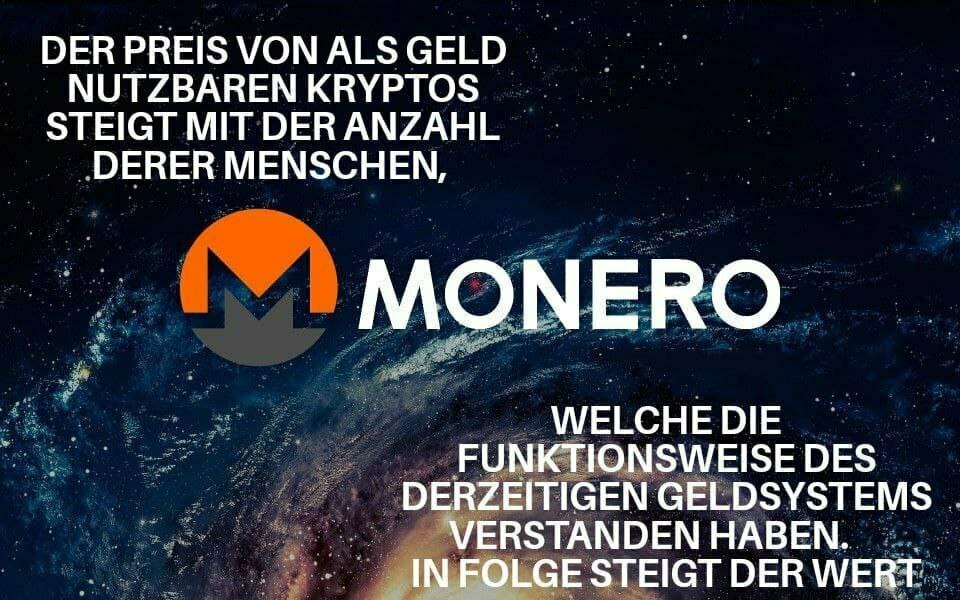 DER PREIS VON ALS GELD
NUTZBAREN KRYPTOS
STEIGT MIT DER ANZAHL
DERER MENSCHEN,
MONERO
WELCHE DIE
FUNKTIONSWEISE DES
DERZEITIGEN GELDSYSTEMS
VERSTANDEN HABEN.
IN FOLGE STEIGT DER WERT